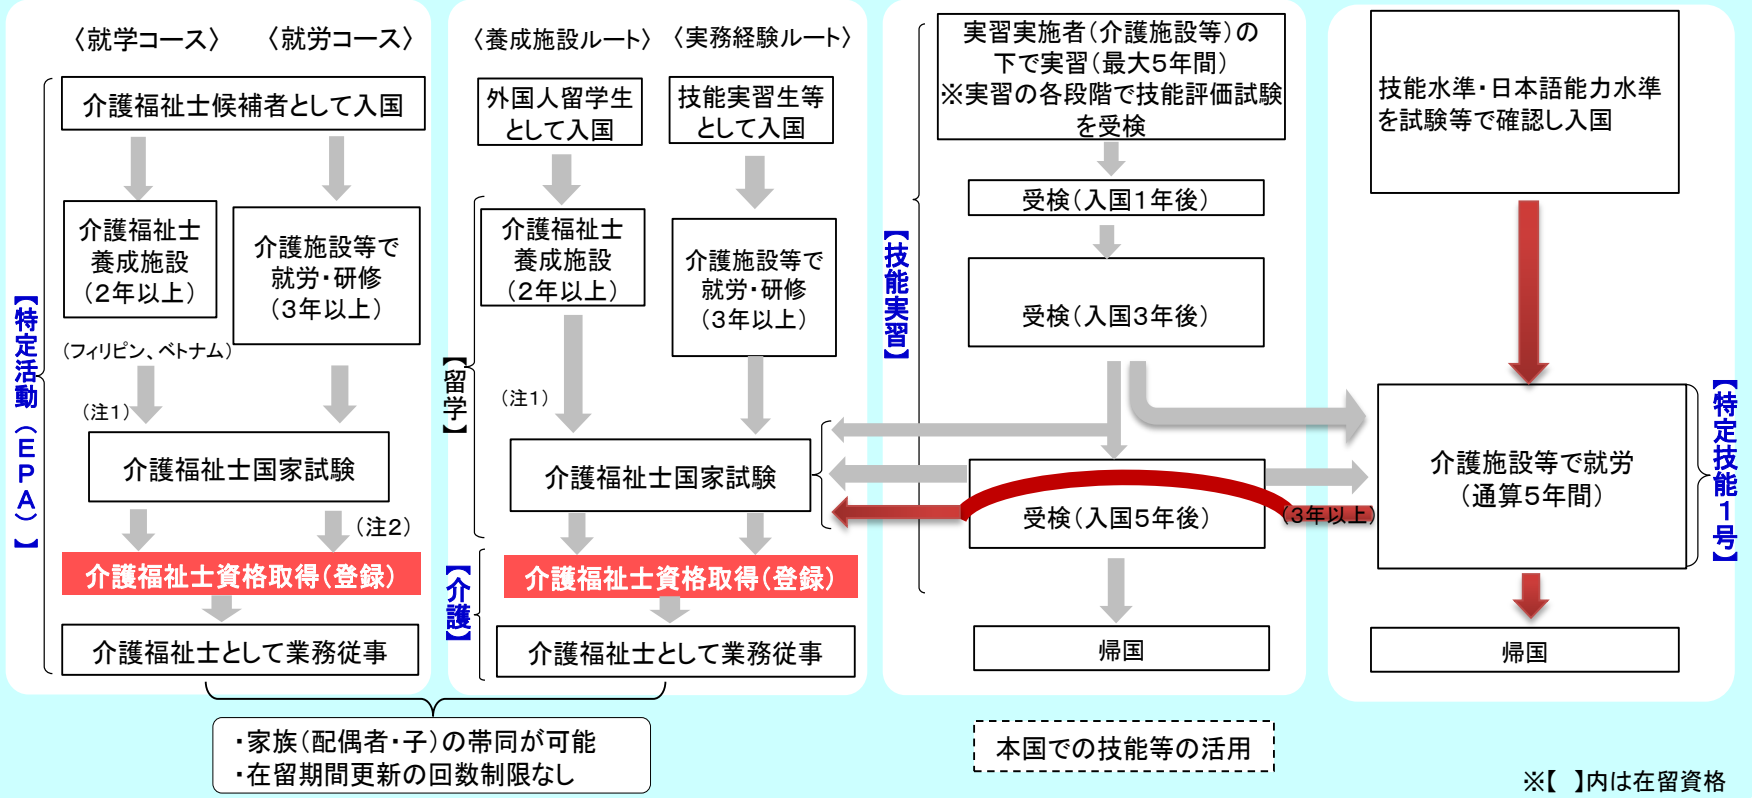 〈就学コース〉
〈就労コース〉
介護福祉士候補者として入国
介護福祉士
養成施設
（２年以上）
介護施設等で
就労・研修
（３年以上）
（フィリピン、ベトナム）
（注１）
介護福祉士国家試験
（注２）
介護福祉士資格取得（登録）
介護福祉士として業務従事
【特定活動（ＥＰＡ）】
〈養成施設ルート〉
〈実務経験ルート〉
外国人留学生
として入国
技能実習生等
として入国
介護福祉士
養成施設
（２年以上）
介護施設等で
就労・研修
（３年以上）
【留学】
（注１）
介護福祉士国家試験
介護福祉士資格取得（登録）
【介護】
介護福祉士として業務従事
・家族（配偶者・子）の帯同が可能
・在留期間更新の回数制限なし
実習実施者（介護施設等）の
下で実習（最大５年間）
※実習の各段階で技能評価試験
を受検
受検（入国１年後）
【技能実習】
受検（入国３年後）
受検（入国５年後）
帰国
本国での技能等の活用
技能水準・日本語能力水準
を試験等で確認し入国
介護施設等で就労
（通算５年間）
（３年以上）
【特定技能１号】
帰国
※【　】内は在留資格